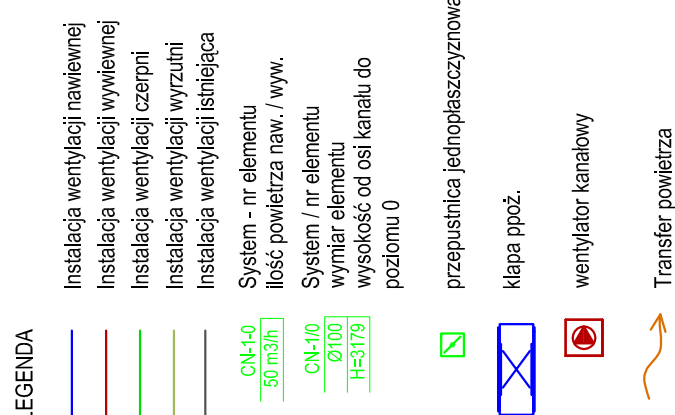 LEGENDA
Instalacja wentylacji nawiewnej
Instalacja wentylacji wywiewnej
Instalacja wentylacji czerpni
Instalacja wentylacji wyrzutni
Instalacja wentylacji istniejąca
CN-1-0
50 m3/h
System - nr elementu
ilość powietrza naw. / wyw.
CN-1/0
Ø100
H=3179
System / nr elementu
wymiar elementu
wysokość od osi kanału do
poziomu 0
przepustnica jednopłaszczyznowa
klapa ppoż.
wentylator kanałowy
Transfer powietrza